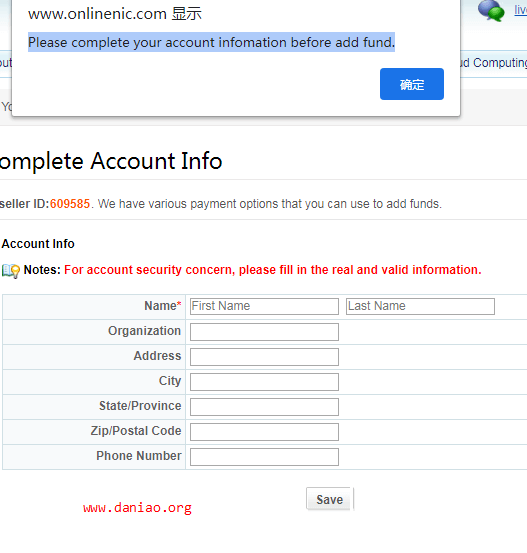 www.onlinenic.com 显示
Please complete your account infomation before add fund.
确定
liv
out
ud Computing
Yo
omplete Account Info
seller ID:609585. We have various payment options that you can use to add funds.
Account Info
Notes: For account security concern, please fill in the real and valid information.
Name* First Name Last Name
Organization
Address
City
State/Province
Zip/Postal Code
Phone Number
Save
www.daniao.org